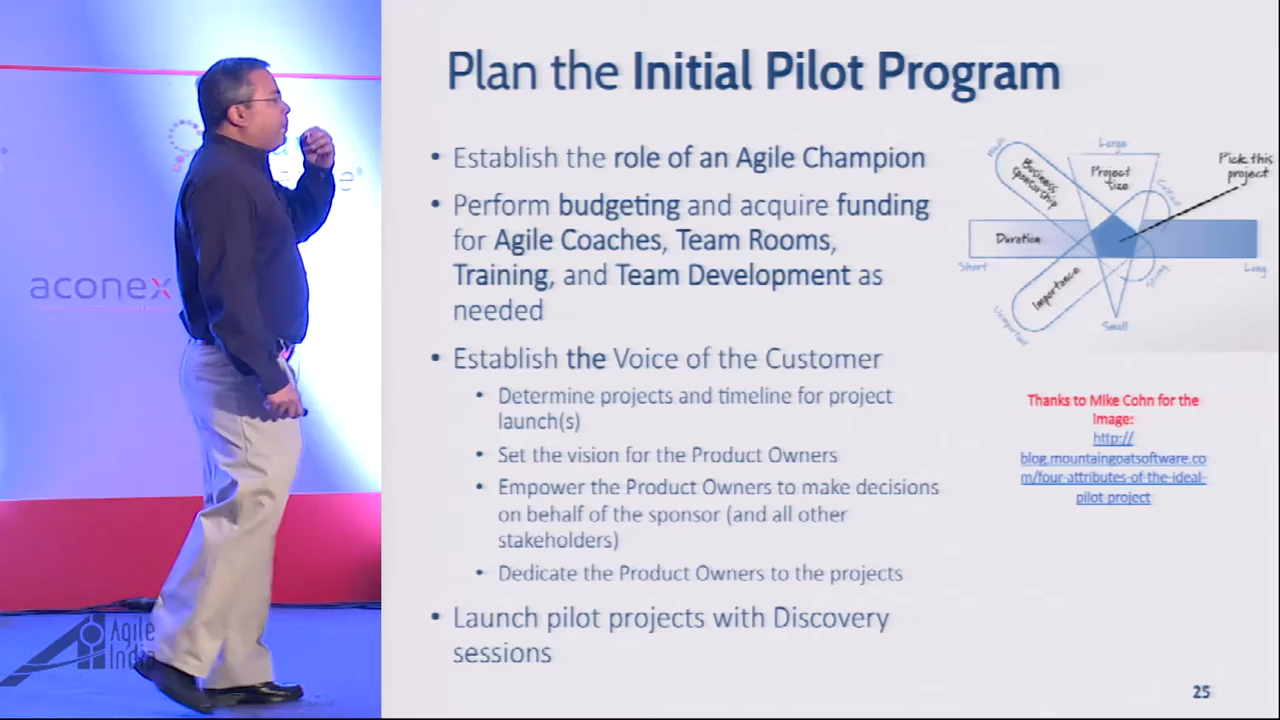 Plan the Initial Pilot Program
• Establish the role of an Agile Champion
• Perform budgeting and acquire funding
for Agile Coaches, Team Rooms,
Training, and Team Development as
needed
• Establish the Voice of the Customer
• Determine projects and timeline for project
launch(s)
• Set the vision for the Product Owners
• Empower the Product Owners to make decisions
on behalf of the sponsor (and all other
stakeholders)
• Dedicate the Product Owners to the projects
• Launch pilot projects with Discovery
sessions
Large
Project
size
Pick this
project
Business
sponsorship
Critical
Duration
Short
Long
Importance
Strong
Unimportant
Small
Thanks to Mike Cohn for the
image:
http://
blog.mountaingoatsoftware.co
m/four-attributes-of-the-ideal-
pilot-project
25
aconex
Agile
India